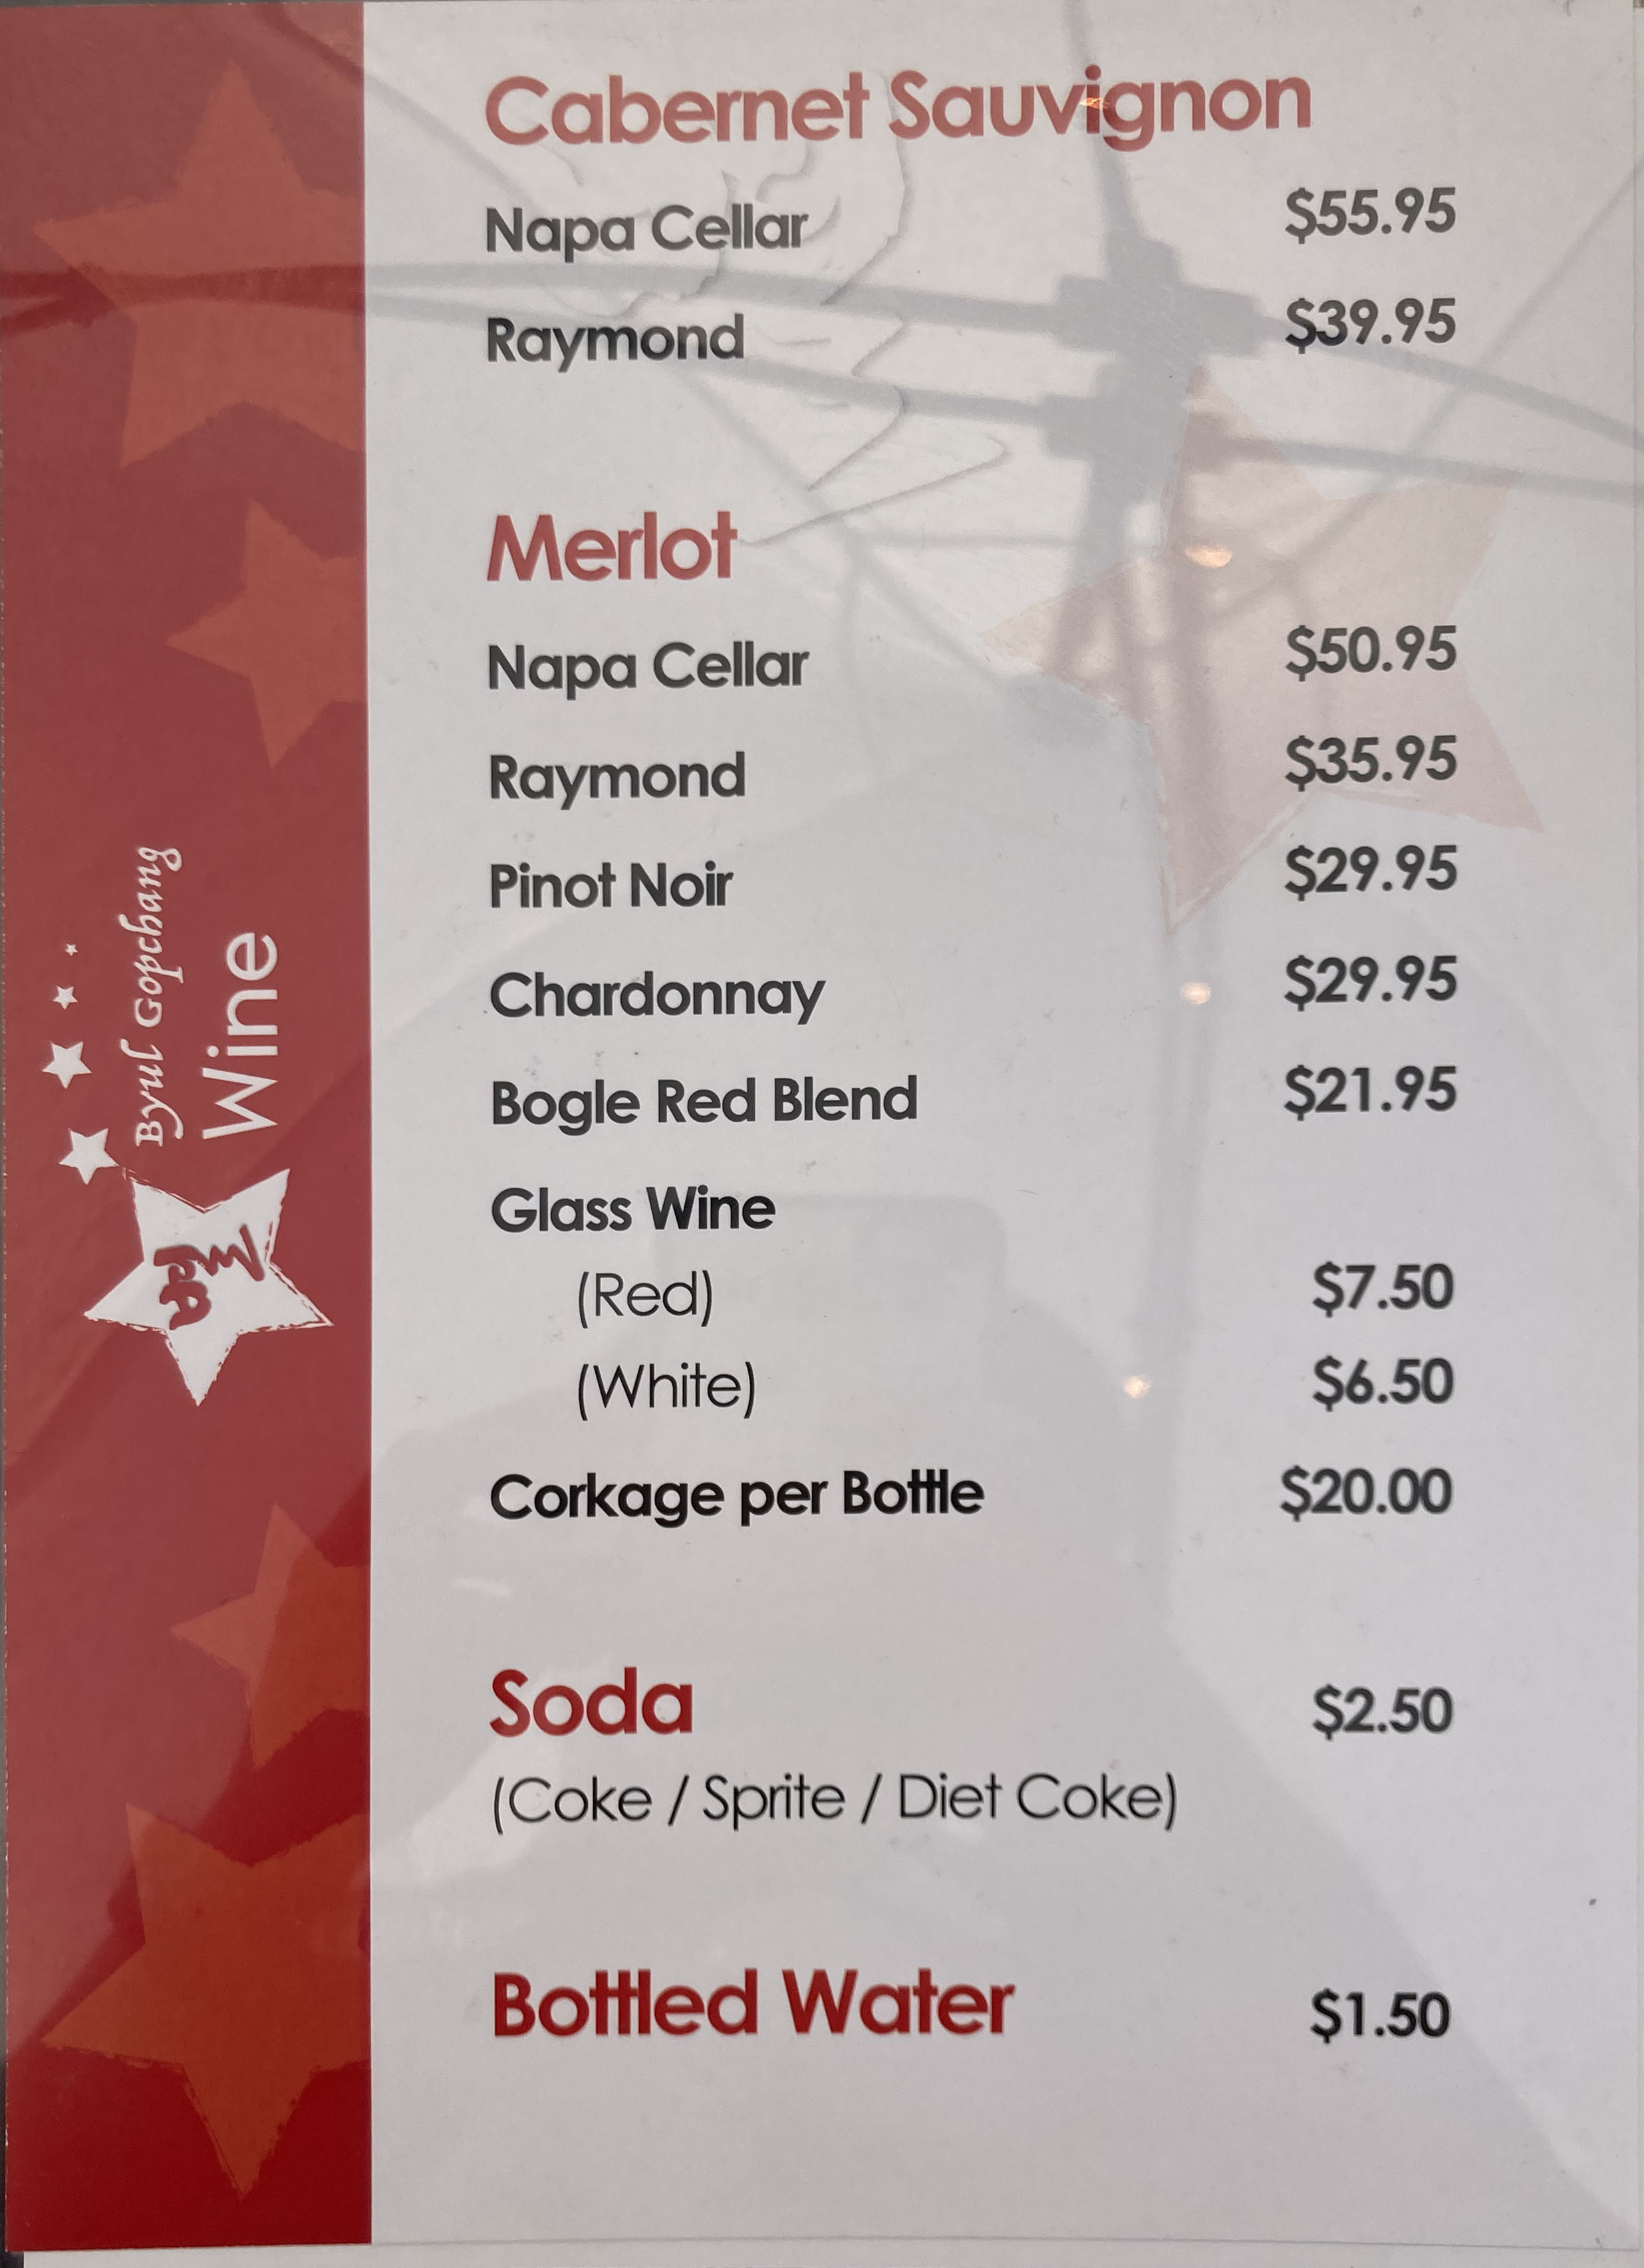 Cabernet Sauvignon
Napa Cellar $55.95
Raymond $39.95
Merlot
Napa Cellar $50.95
Raymond $35.95
Pinot Noir $29.95
Chardonnay $29.95
Bogle Red Blend $21.95
Glass Wine
(Red) $7.50
(White) $6.50
Corkage per Bottle $20.00
Soda $2.50
(Coke / Sprite / Diet Coke)
Bottled Water $1.50
Byul Gopchang
Wine